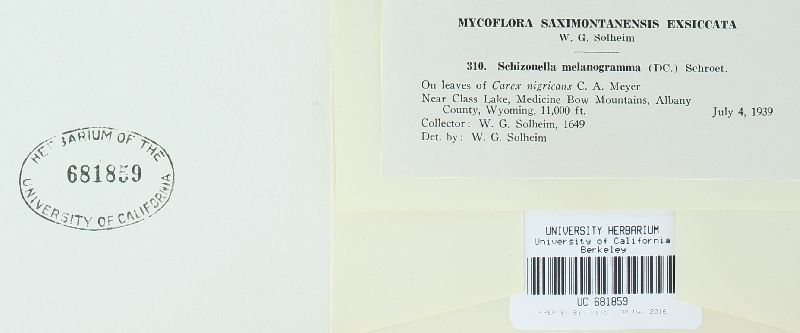 MYCOFLORA SAXIMONTANENSIS EXSICCATA
W. G. Solheim
310. Schizonella melanogramma (DC.) Schroet.
On leaves of Carex nigricans C. A. Meyer
Near Class Lake, Medicine Bow Mountains, Albany
County, Wyoming, 11,000 ft. July 4, 1939
Collector: W. G. Solheim, 1649
Det. by: W. G. Solheim
HERBARIUM OF THE
681859
UNIVERSITY OF CALIFORNIA
UNIVERSITY HERBARIUM
University of California
Berkeley
UC 681859
2016